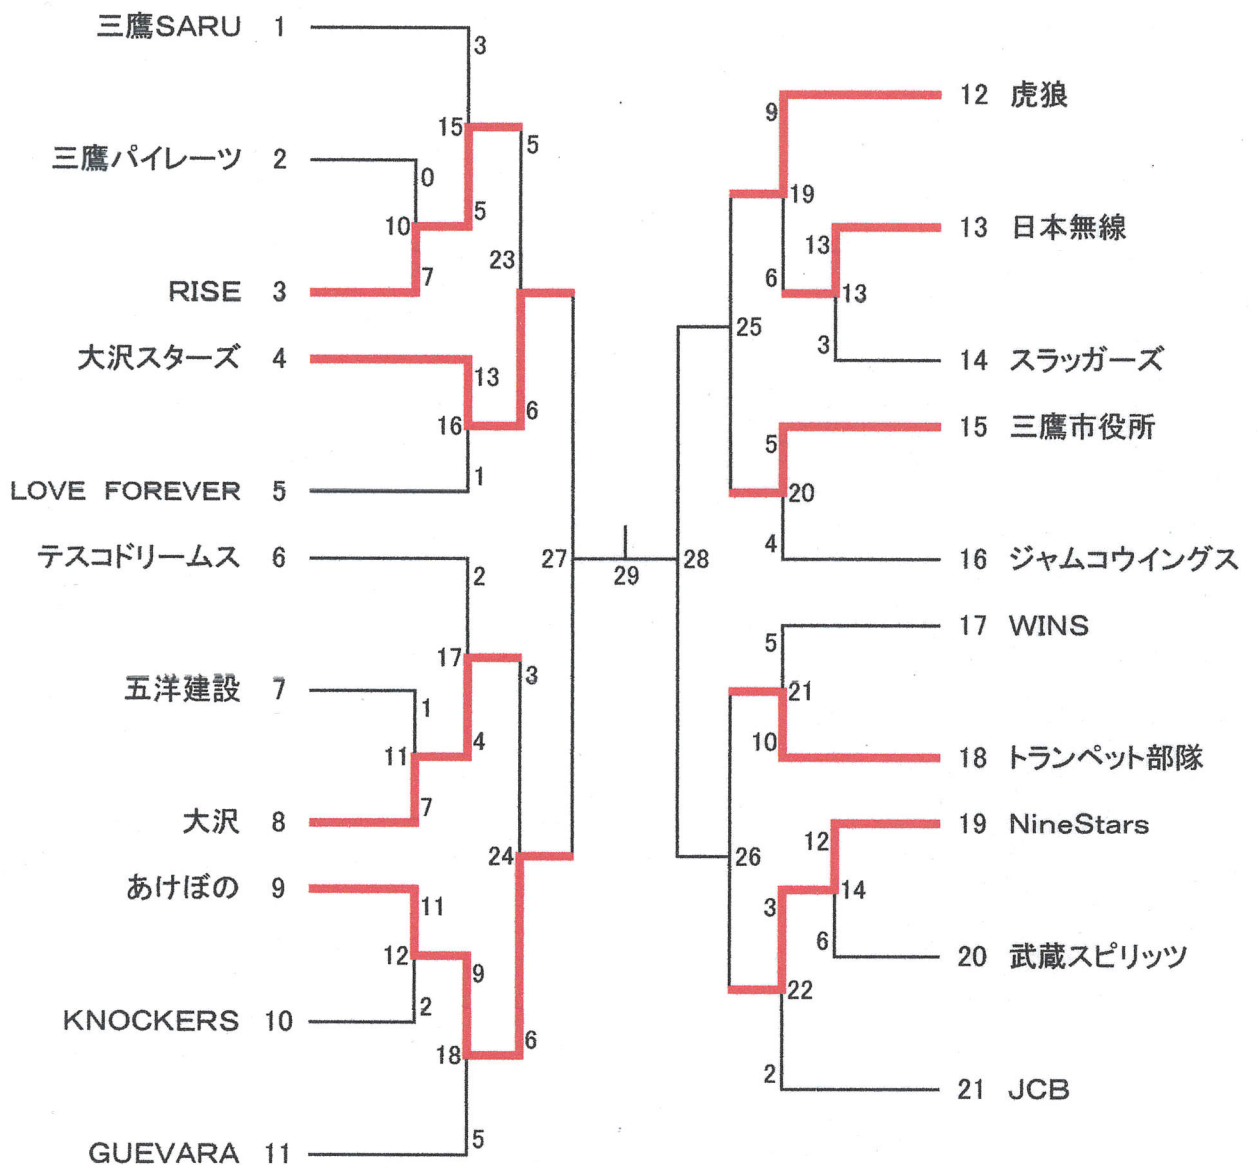 三鷹SARU 1
3
15
5
三鷹パイレーツ 2
0
10
5
7
23
RISE 3
大沢スターズ 4
13
6
16
1
LOVE FOREVER 5
テスコドリームス 6
2
17
3
五洋建設 7
1
4
11
7
大沢 8
24
あけぼの 9
11
12
9
2
KNOCKERS 10
6
18
5
GUEVARA 11
27
29
28
9
12 虎狼
19
13
13 日本無線
6
13
25
3
14 スラッガーズ
5
15 三鷹市役所
20
4
16 ジャムコウイングス
17 WINS
5
21
10
18 トランペット部隊
12
19 NineStars
26
14
3
6
20 武蔵スピリッツ
22
2
21 JCB